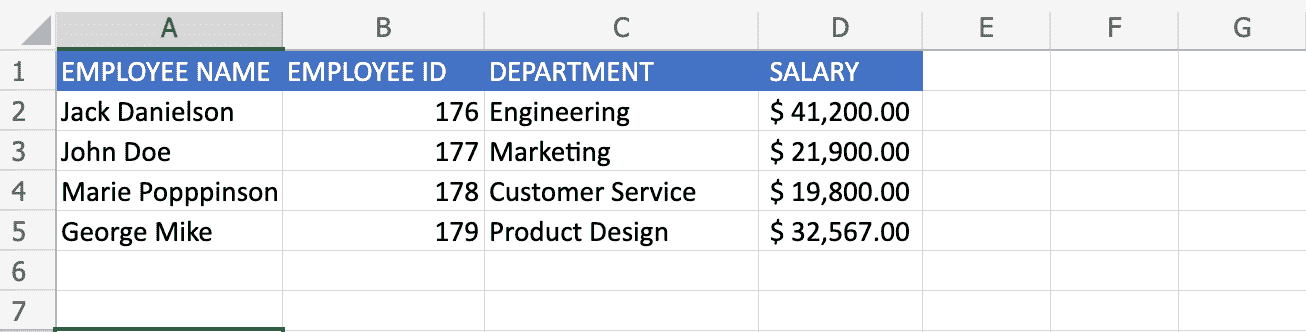 A B C D E F G
1 EMPLOYEE NAME EMPLOYEE ID DEPARTMENT SALARY
2 Jack Danielson 176 Engineering $ 41,200.00
3 John Doe 177 Marketing $ 21,900.00
4 Marie Popppinson 178 Customer Service $ 19,800.00
5 George Mike 179 Product Design $ 32,567.00
6
7